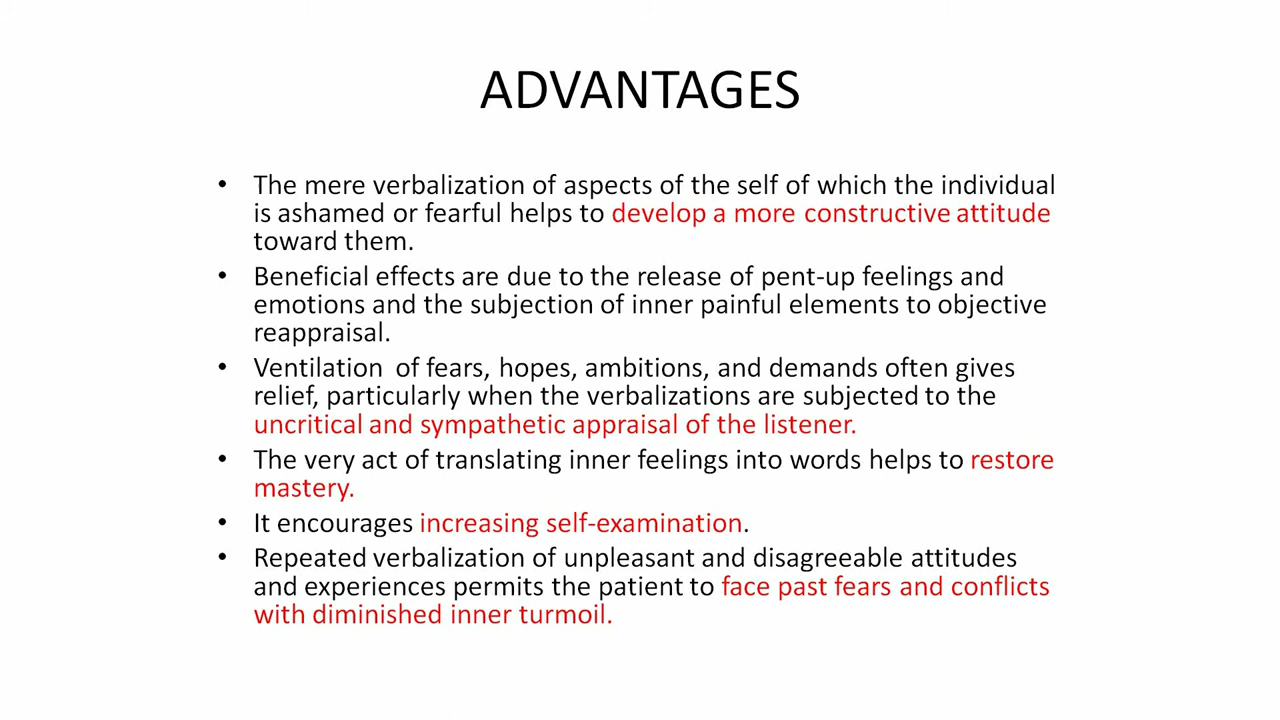 ADVANTAGES
• The mere verbalization of aspects of the self of which the individual
is ashamed or fearful helps to develop a more constructive attitude
toward them.
• Beneficial effects are due to the release of pent-up feelings and
emotions and the subjection of inner painful elements to objective
reappraisal.
• Ventilation of fears, hopes, ambitions, and demands often gives
relief, particularly when the verbalizations are subjected to the
uncritical and sympathetic appraisal of the listener.
• The very act of translating inner feelings into words helps to restore
mastery.
• It encourages increasing self-examination.
• Repeated verbalization of unpleasant and disagreeable attitudes
and experiences permits the patient to face past fears and conflicts
with diminished inner turmoil.